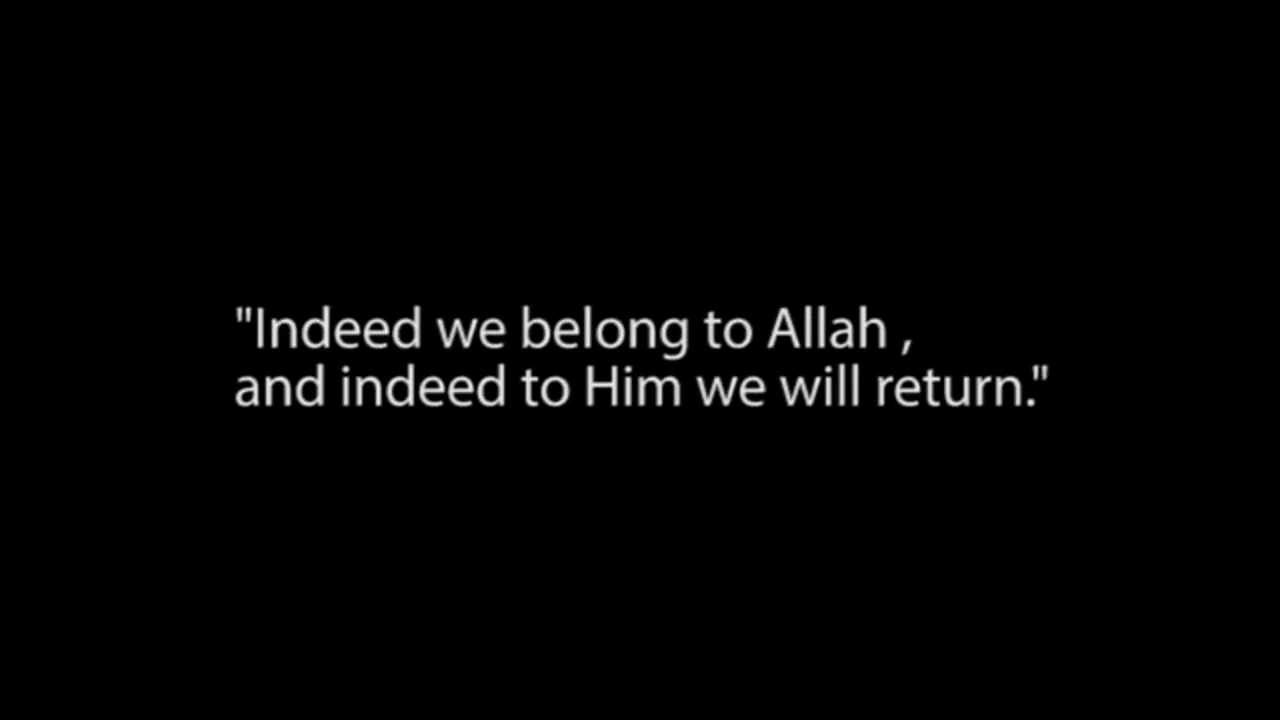 "Indeed we belong to Allah ,
and indeed to Him we will return."